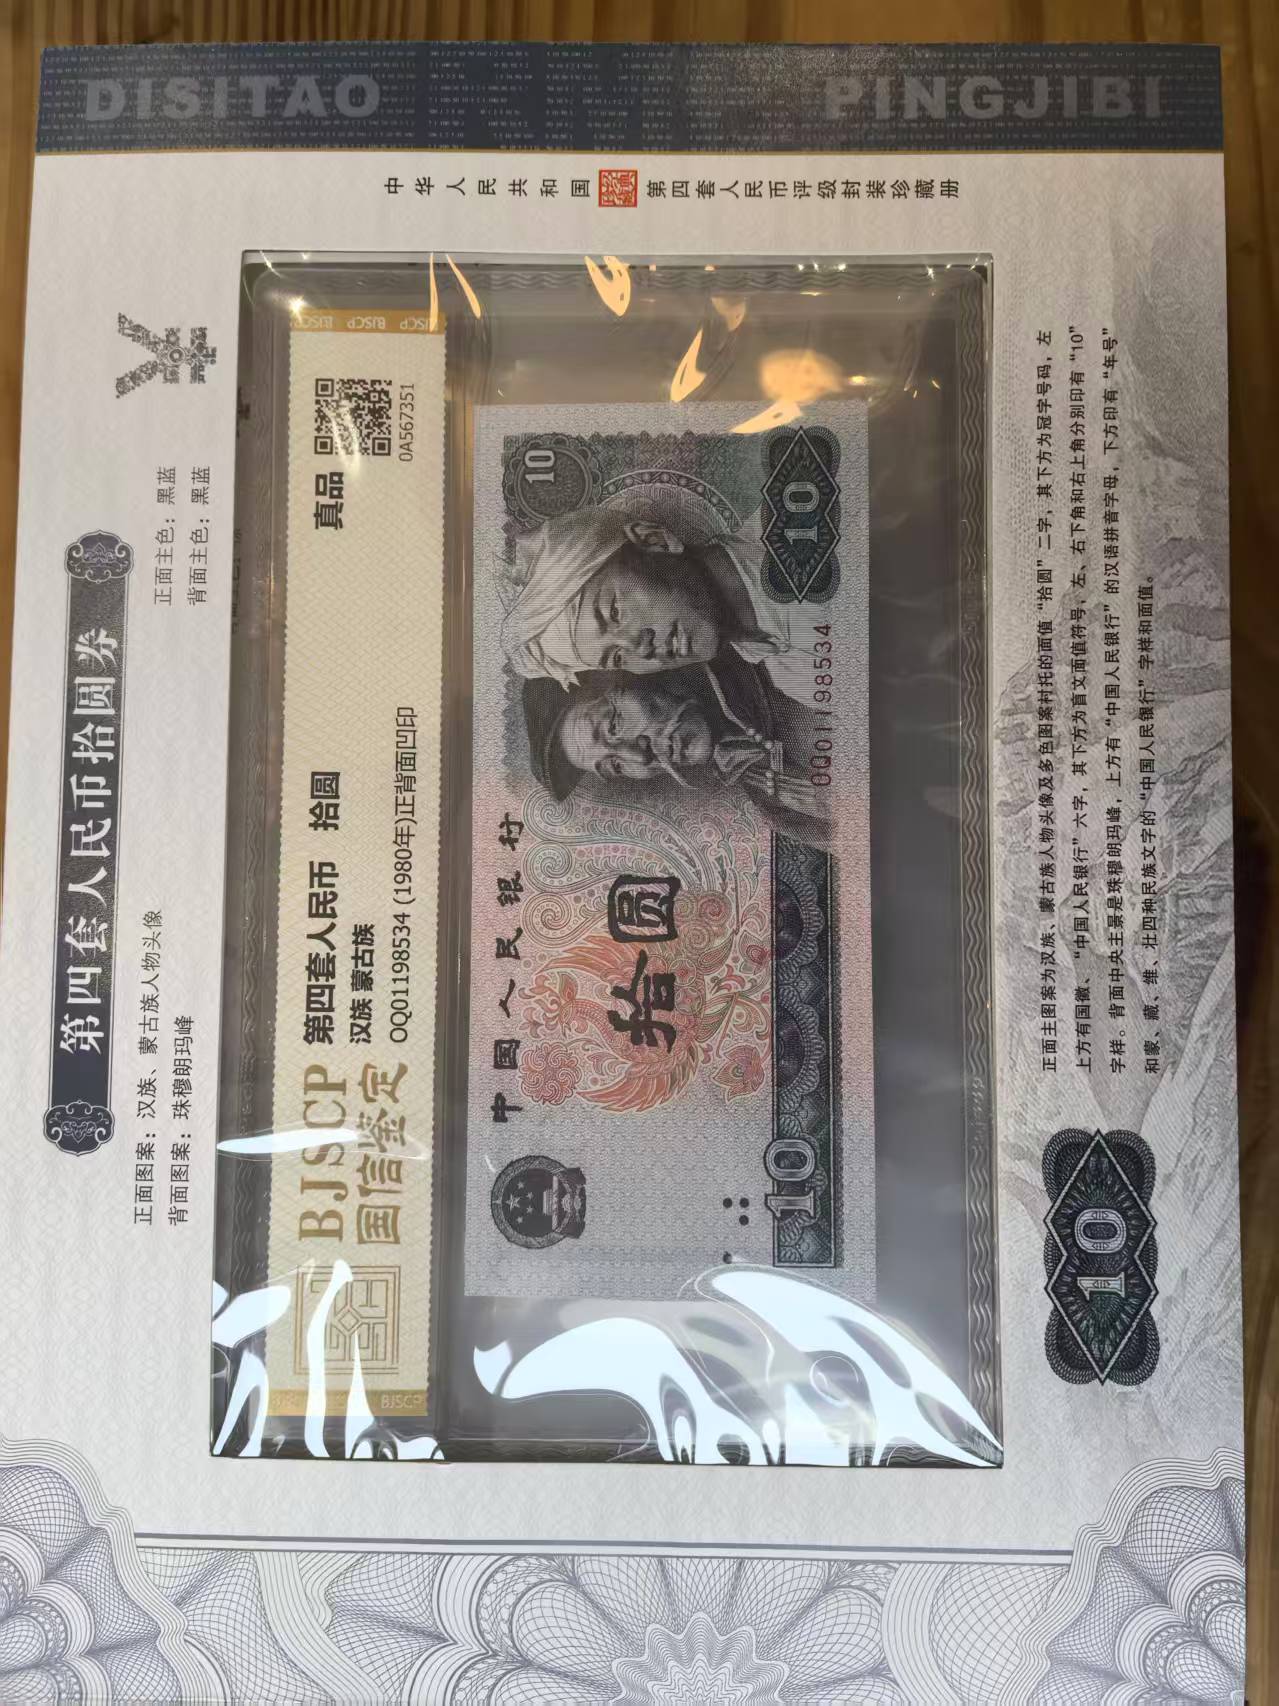 DISITAO PINGJIBI
中华人民共和国 第四套人民币评级封装珍藏册
第四套人民币拾圆券
正面图案：汉族、蒙古族人物头像 正面主色：黑蓝
背面图案：珠穆朗玛峰 背面主色：黑蓝
BJSCP BJSCP BJSCP
BJSCP
国信鉴定
第四套人民币 拾圆 真品
汉族 蒙古族
OQ01198534 (1980年)正背面凹印
0A567351
BJSCP
中国人民银行
10
拾圆
OQ01198534
10
10
正面主图案为汉族、蒙古族人物头像及多色图案村托的面值“拾圆”二字，其下方为冠字号码，左
上方有国徽、“中国人民银行”六字，其下方为盲文面值符号，左、右下角和右上角分别印有“10”
字样。背面中央主景是珠穆朗玛峰，上方有“中国人民银行”的汉语拼音字母，下方印有“年号”
和蒙、藏、维、壮四种民族文字的“中国人民银行”字样和面值。
10